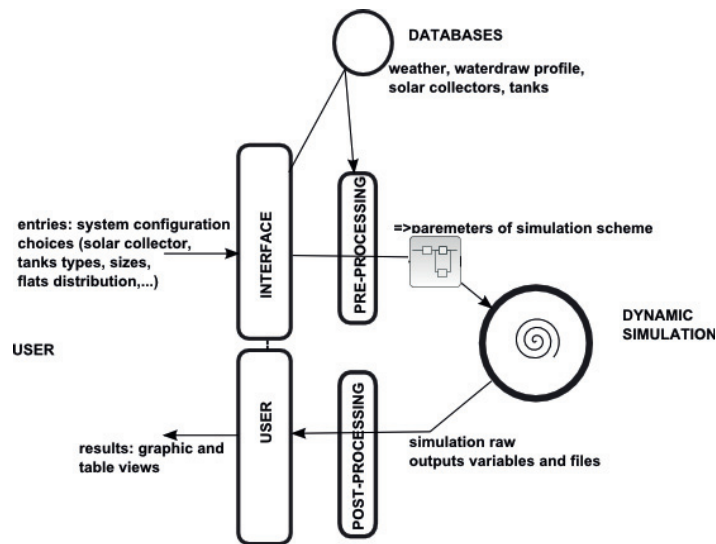 DATABASES
weather, waterdraw profile,
solar collectors, tanks
entries: system configuration
choices (solar collector,
tanks types, sizes,
flats distribution,...)
INTERFACE
PRE-PROCESSING
=>paremeters of simulation scheme
DYNAMIC
SIMULATION
USER
USER
POST-PROCESSING
results: graphic and
table views
simulation raw
outputs variables and files